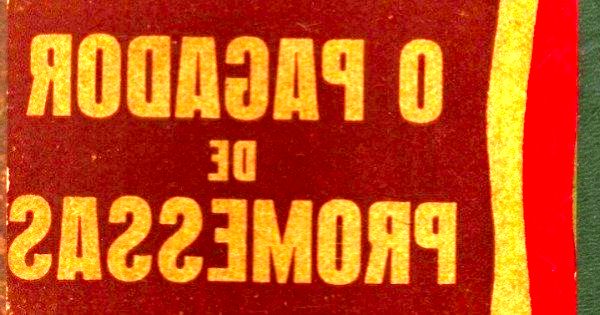 O PAGADOR
DE
PROMESSAS